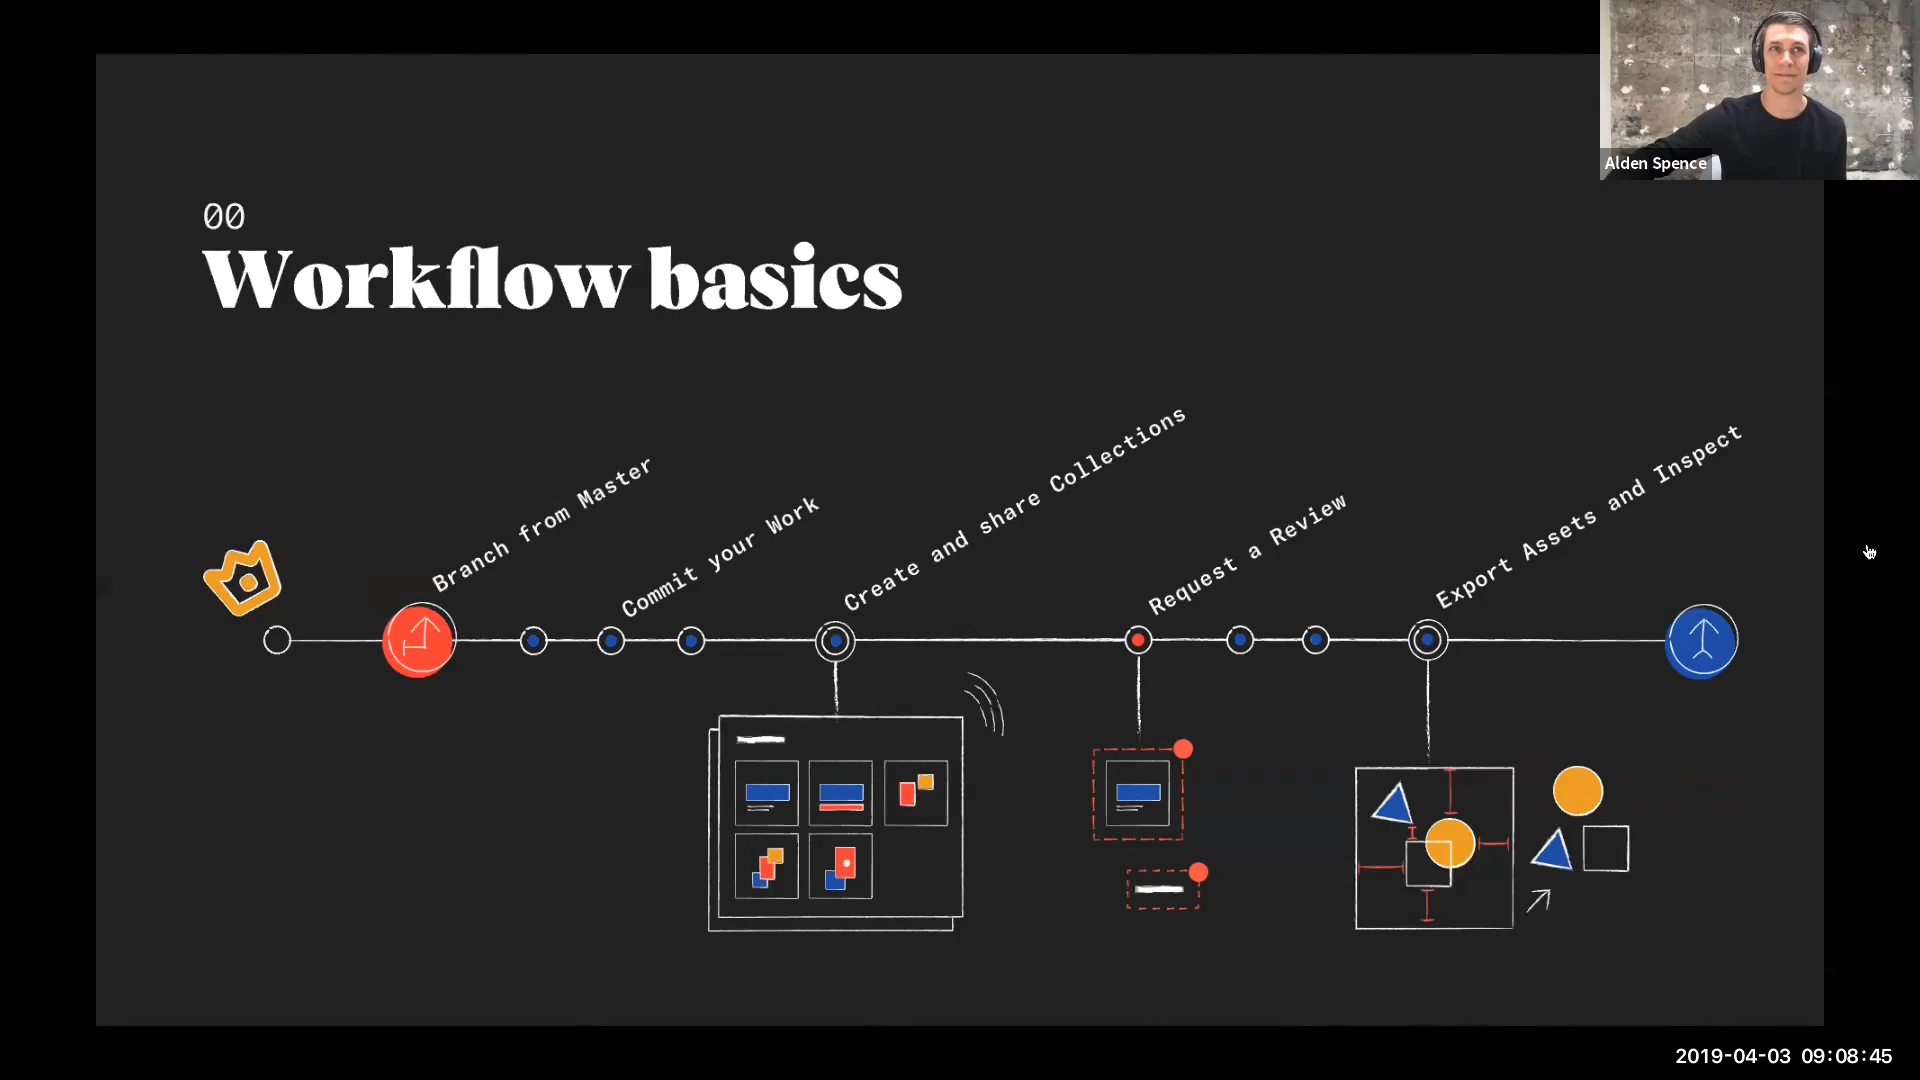 Alden Spence
00
Workflow basics
Branch from Master
Commit your Work
Create and share Collections
Request a Review
Export Assets and Inspect
2019-04-03 09:08:45